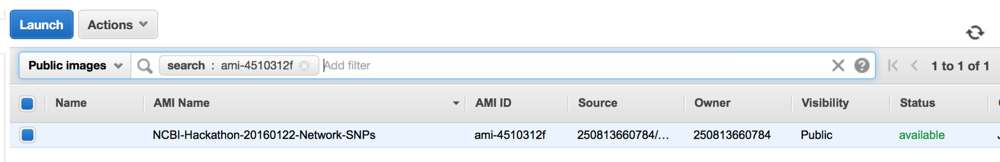 Launch Actions
Public images search : ami-4510312f Add filter 1 to 1 of 1
Name AMI Name AMI ID Source Owner Visibility Status
NCBI-Hackathon-20160122-Network-SNPs ami-4510312f 250813660784/... 250813660784 Public available